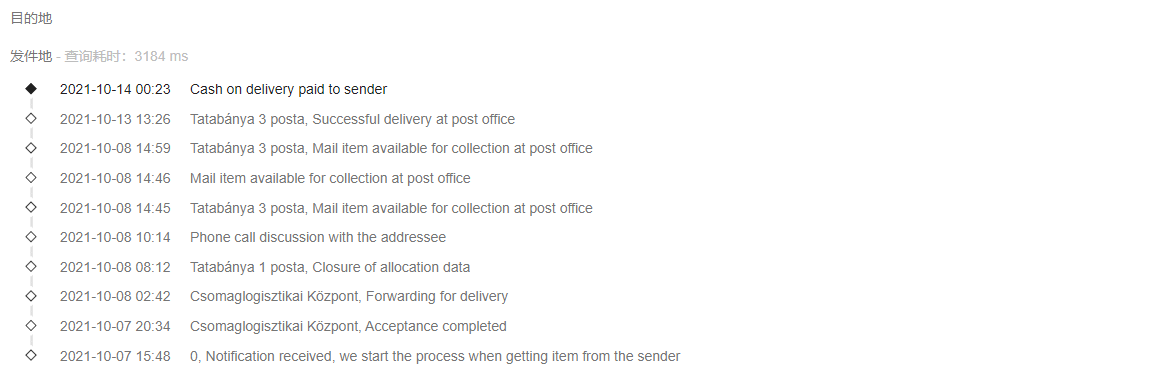 目的地
发件地 - 查询耗时：3184 ms
2021-10-14 00:23 Cash on delivery paid to sender
2021-10-13 13:26 Tatabánya 3 posta, Successful delivery at post office
2021-10-08 14:59 Tatabánya 3 posta, Mail item available for collection at post office
2021-10-08 14:46 Mail item available for collection at post office
2021-10-08 14:45 Tatabánya 3 posta, Mail item available for collection at post office
2021-10-08 10:14 Phone call discussion with the addressee
2021-10-08 08:12 Tatabánya 1 posta, Closure of allocation data
2021-10-08 02:42 Csomaglogisztikai Központ, Forwarding for delivery
2021-10-07 20:34 Csomaglogisztikai Központ, Acceptance completed
2021-10-07 15:48 0, Notification received, we start the process when getting item from the sender